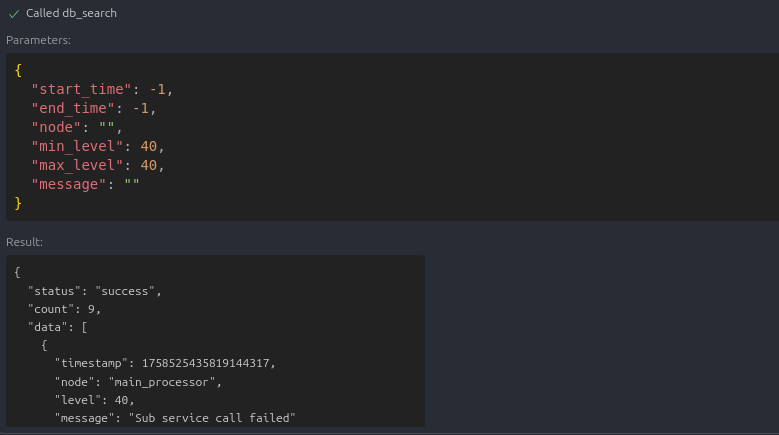 Called db_search
Parameters:
{
"start_time": -1,
"end_time": -1,
"node": "",
"min_level": 40,
"max_level": 40,
"message": ""
}
Result:
{
"status": "success",
"count": 9,
"data": [
{
"timestamp": 1758525435819144317,
"node": "main_processor",
"level": 40,
"message": "Sub service call failed"